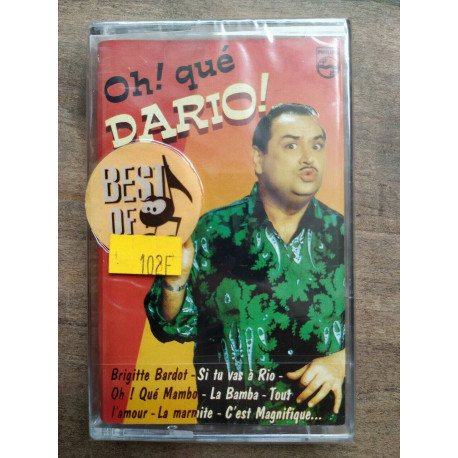 Oh! qué
DARIO!
BEST
OF
102F
Brigitte Bardot - Si tu vas à Rio -
Oh ! Qué Mambo - La Bamba - Tout
l'amour - La marmite - C'est Magnifique...